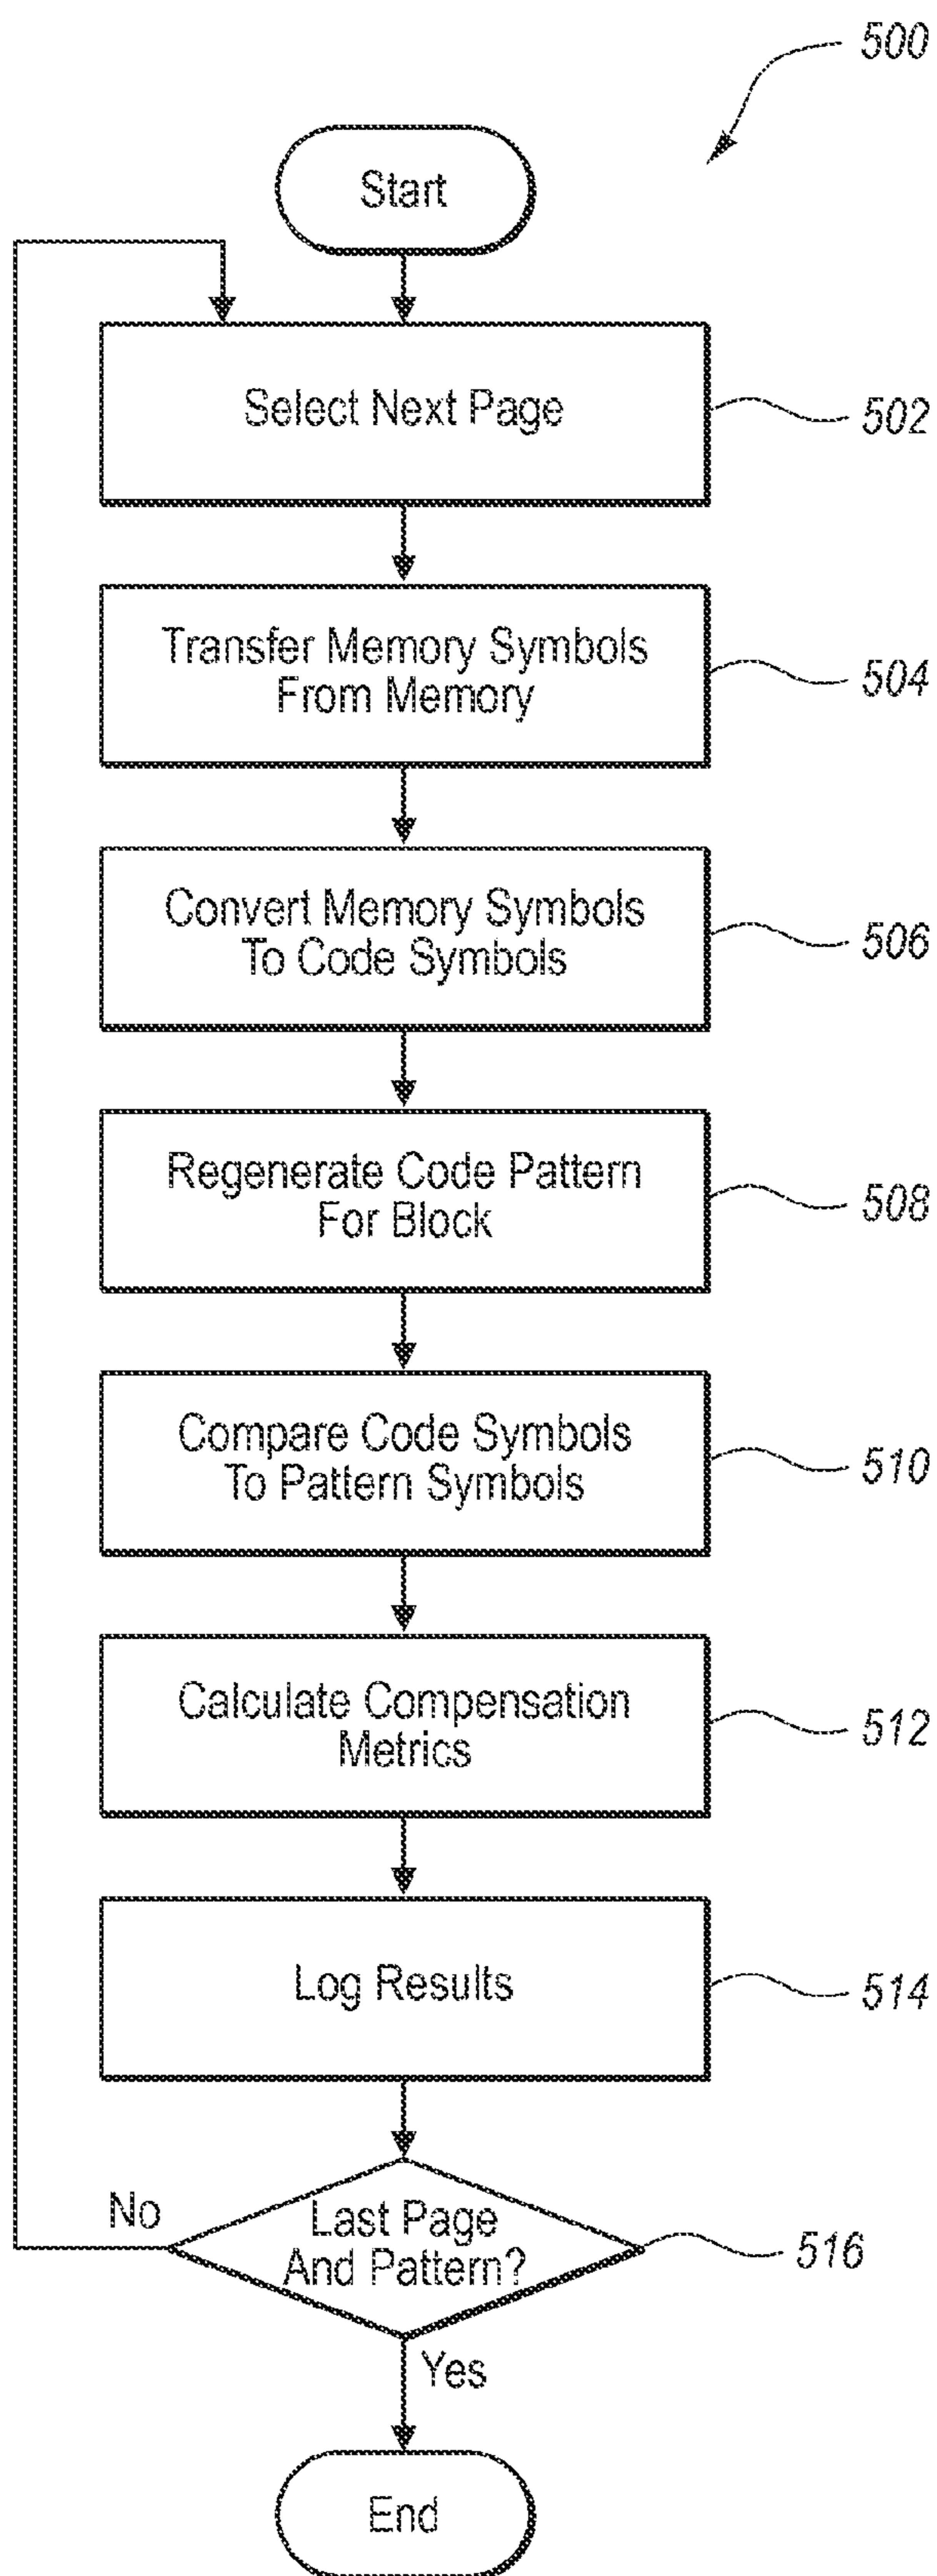 500
Start
Select Next Page
502
Transfer Memory Symbols
From Memory
504
Convert Memory Symbols
To Code Symbols
506
Regenerate Code Pattern
For Block
508
Compare Code Symbols
To Pattern Symbols
510
Calculate Compensation
Metrics
512
Log Results
514
No
Last Page
And Pattern?
516
Yes
End